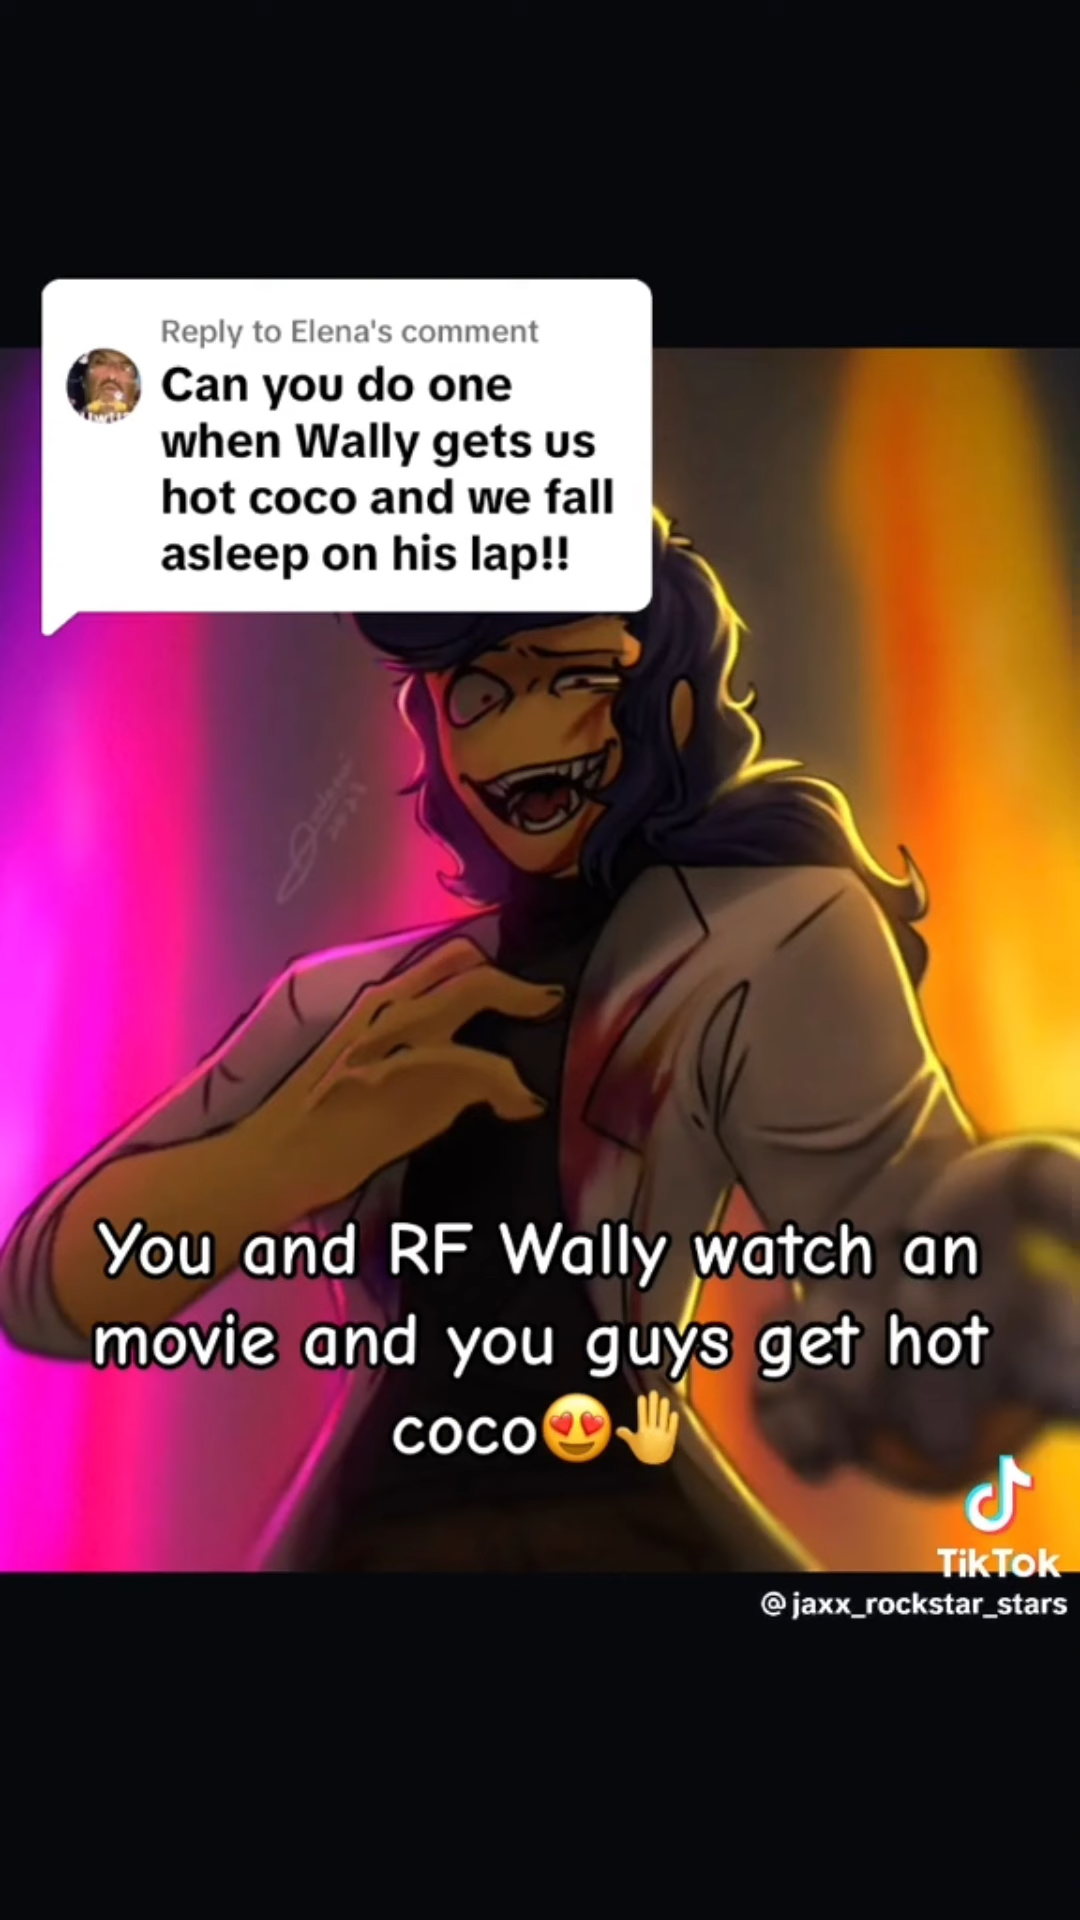 Reply to Elena's comment
Can you do one
when Wally gets us
hot coco and we fall
asleep on his lap!!
You and RF Wally watch an
movie and you guys get hot
coco😍🤚
TikTok
@jaxx_rockstar_stars